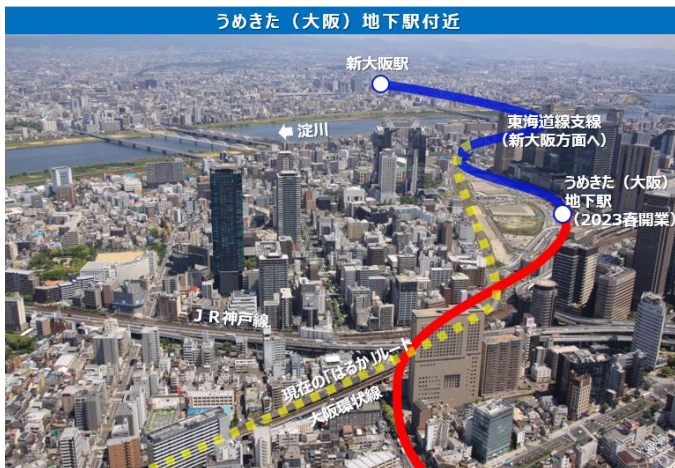 うめきた(大阪)地下駅付近
新大阪駅
淀川
東海道線支線
(新大阪方面へ)
うめきた(大阪)
地下駅
(2023春開業)
JR神戸線
現在の「はるか」ルート
大阪環状線